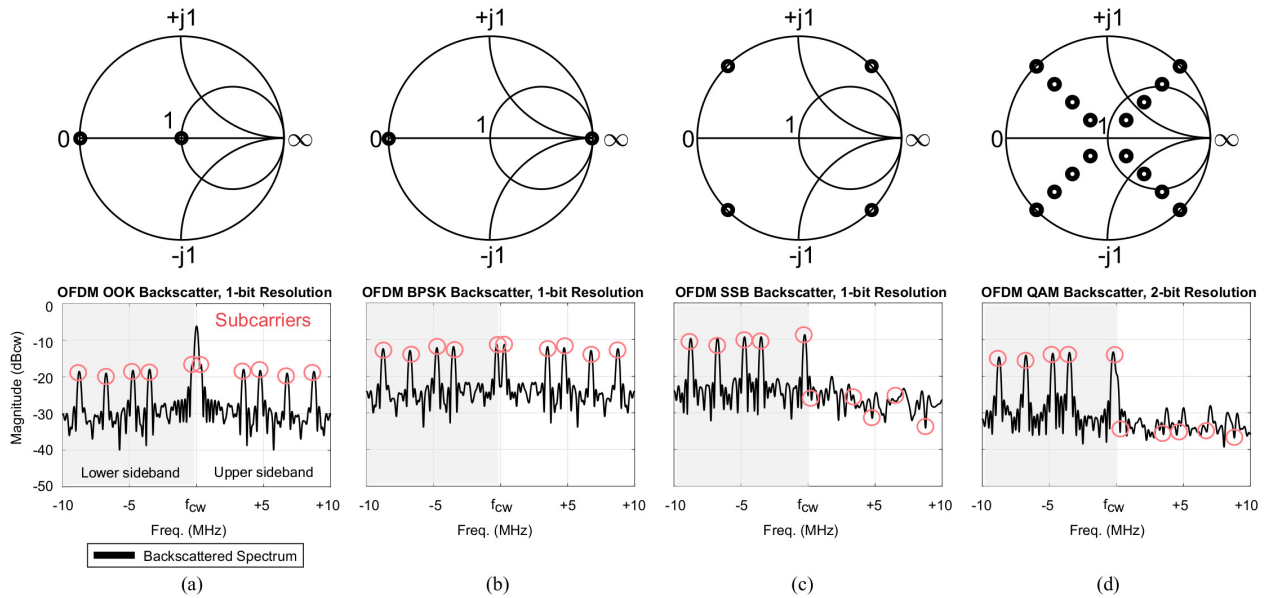 +j1 +j1 +j1 +j1
0 1 ∞ 0 1 ∞ 0 1 ∞ 0 1 ∞
-j1 -j1 -j1 -j1
OFDM OOK Backscatter, 1-bit Resolution
0
-10
-20
-30
-40
-50
Magnitude (dBcw)
Subcarriers
Lower sideband Upper sideband
-10 -5 fcw +5 +10
Freq. (MHz)
OFDM BPSK Backscatter, 1-bit Resolution
-10 -5 fcw +5 +10
Freq. (MHz)
OFDM SSB Backscatter, 1-bit Resolution
-10 -5 fcw +5 +10
Freq. (MHz)
OFDM QAM Backscatter, 2-bit Resolution
-10 -5 fcw +5 +10
Freq. (MHz)
Backscattered Spectrum
(a) (b) (c) (d)